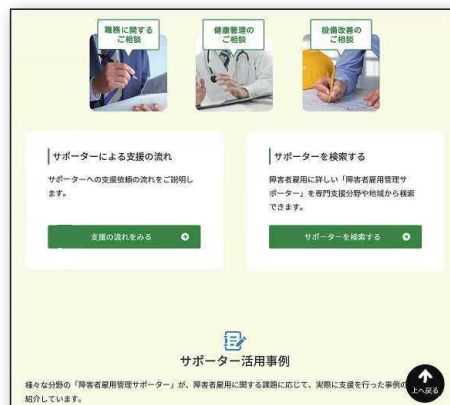 職務に関する
ご相談
健康管理の
ご相談
設備改善の
ご相談
サポーターによる支援の流れ
サポーターへの支援依頼の流れをご説明し
ます。
支援の流れをみる
サポーターを検索する
障害者雇用に詳しい「障害者雇用管理サ
ポーター」を専門支援分野や地域から検索
できます。
サポーターを検索する
サポーター活用事例
様々な分野の「障害者雇用管理サポーター」が、障害者雇用に関する課題に応じて、実際に支援を行った事例の
紹介しています。
上へ戻る